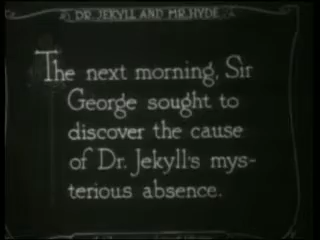 DR. JEKYLL AND MR. HYDE
The next morning, Sir
George sought to
discover the cause
of Dr. Jekyll's mys-
terious absence.